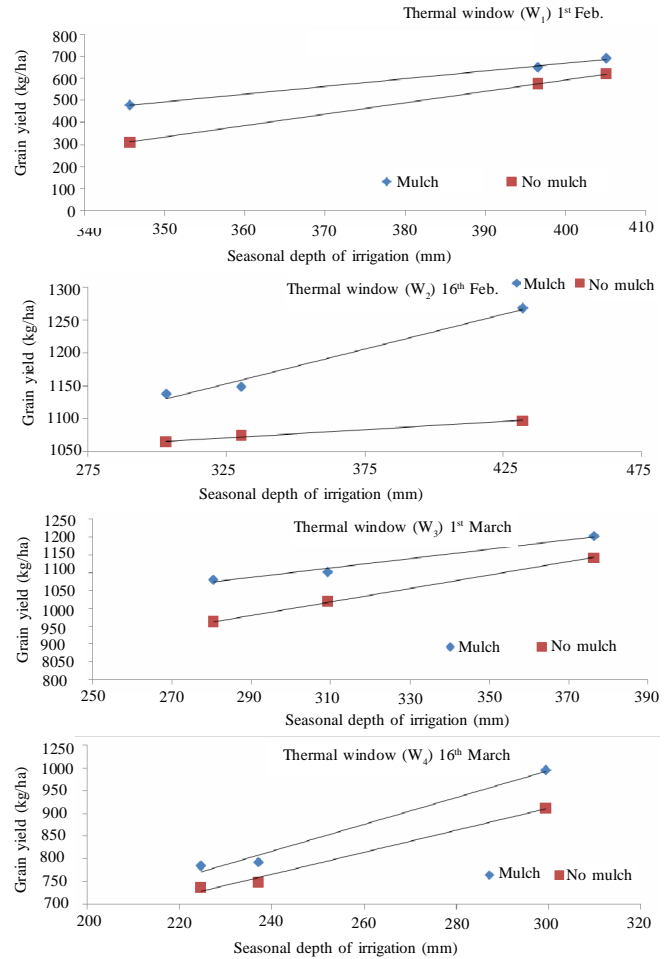 Thermal window (W1) 1st Feb.
Grain yield (kg/ha)
800
700
600
500
400
300
200
100
0
340 350 360 370 380 390 400 410
Mulch No mulch
Seasonal depth of irrigation (mm)
Thermal window (W2) 16th Feb. Mulch No mulch
Grain yield (kg/ha)
1300
1250
1200
1150
1100
1050
275 325 375 425 475
Seasonal depth of irrigation (mm)
Thermal window (W3) 1st March
Grain yield (kg/ha)
1250
1200
1150
1100
1050
1000
950
900
8050
800
250 270 290 310 330 350 370 390
Mulch No mulch
Seasonal depth of irrigation (mm)
Thermal window (W4) 16th March
Grain yield (kg/ha)
1250
1000
950
900
800
750
700
200 220 240 260 280 300 320
Mulch No mulch
Seasonal depth of irrigation (mm)